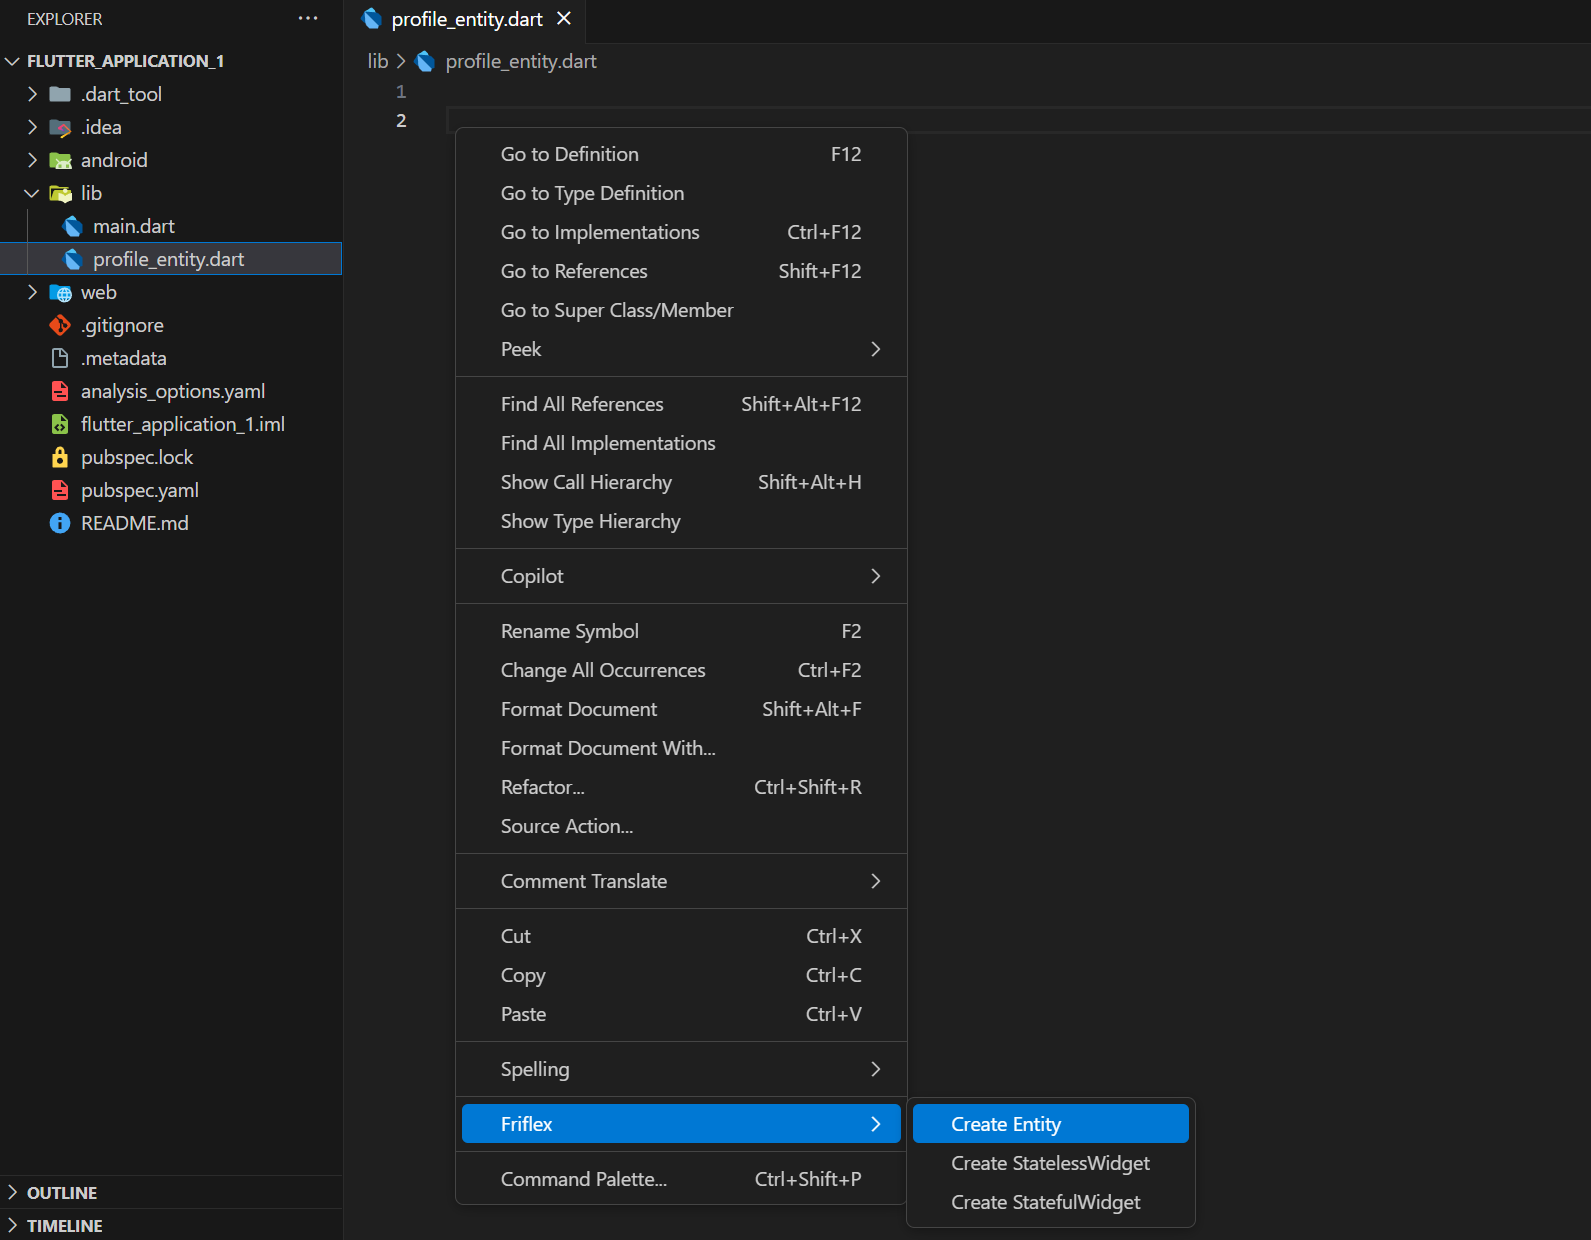 EXPLORER
FLUTTER_APPLICATION_1
.dart_tool
.idea
android
lib
main.dart
profile_entity.dart
web
.gitignore
.metadata
analysis_options.yaml
flutter_application_1.iml
pubspec.lock
pubspec.yaml
README.md
OUTLINE
TIMELINE
profile_entity.dart
lib > profile_entity.dart
1
2
Go to Definition F12
Go to Type Definition
Go to Implementations Ctrl+F12
Go to References Shift+F12
Go to Super Class/Member
Peek
Find All References Shift+Alt+F12
Find All Implementations
Show Call Hierarchy Shift+Alt+H
Show Type Hierarchy
Copilot
Rename Symbol F2
Change All Occurrences Ctrl+F2
Format Document Shift+Alt+F
Format Document With...
Refactor... Ctrl+Shift+R
Source Action...
Comment Translate
Cut Ctrl+X
Copy Ctrl+C
Paste Ctrl+V
Spelling
Friflex
Command Palette... Ctrl+Shift+P
Create Entity
Create StatelessWidget
Create StatefulWidget